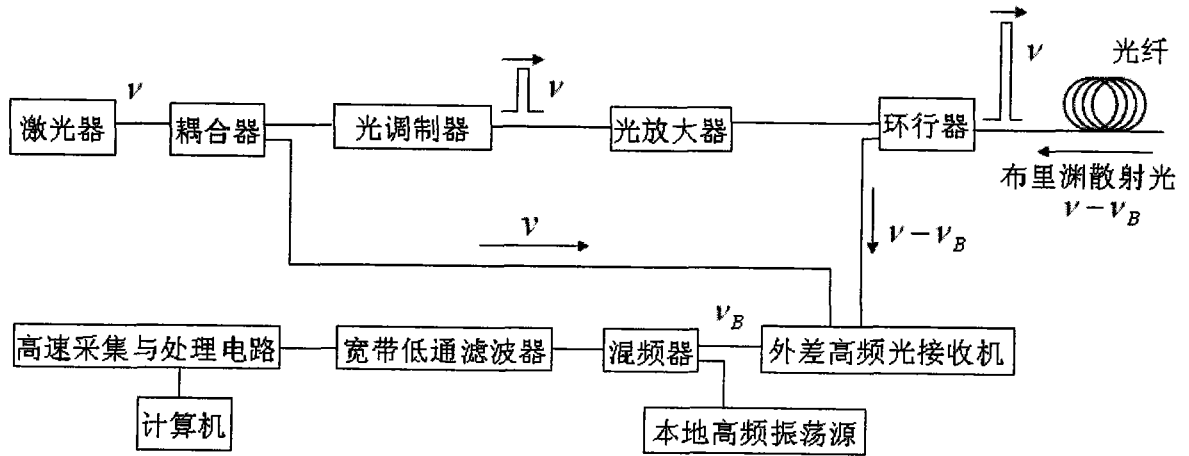 ν
光纤
ν
ν
激光器
耦合器
光调制器
光放大器
环行器
布里渊散射光
ν − ν_B
ν
ν − ν_B
ν_B
高速采集与处理电路
宽带低通滤波器
混频器
外差高频光接收机
计算机
本地高频振荡源